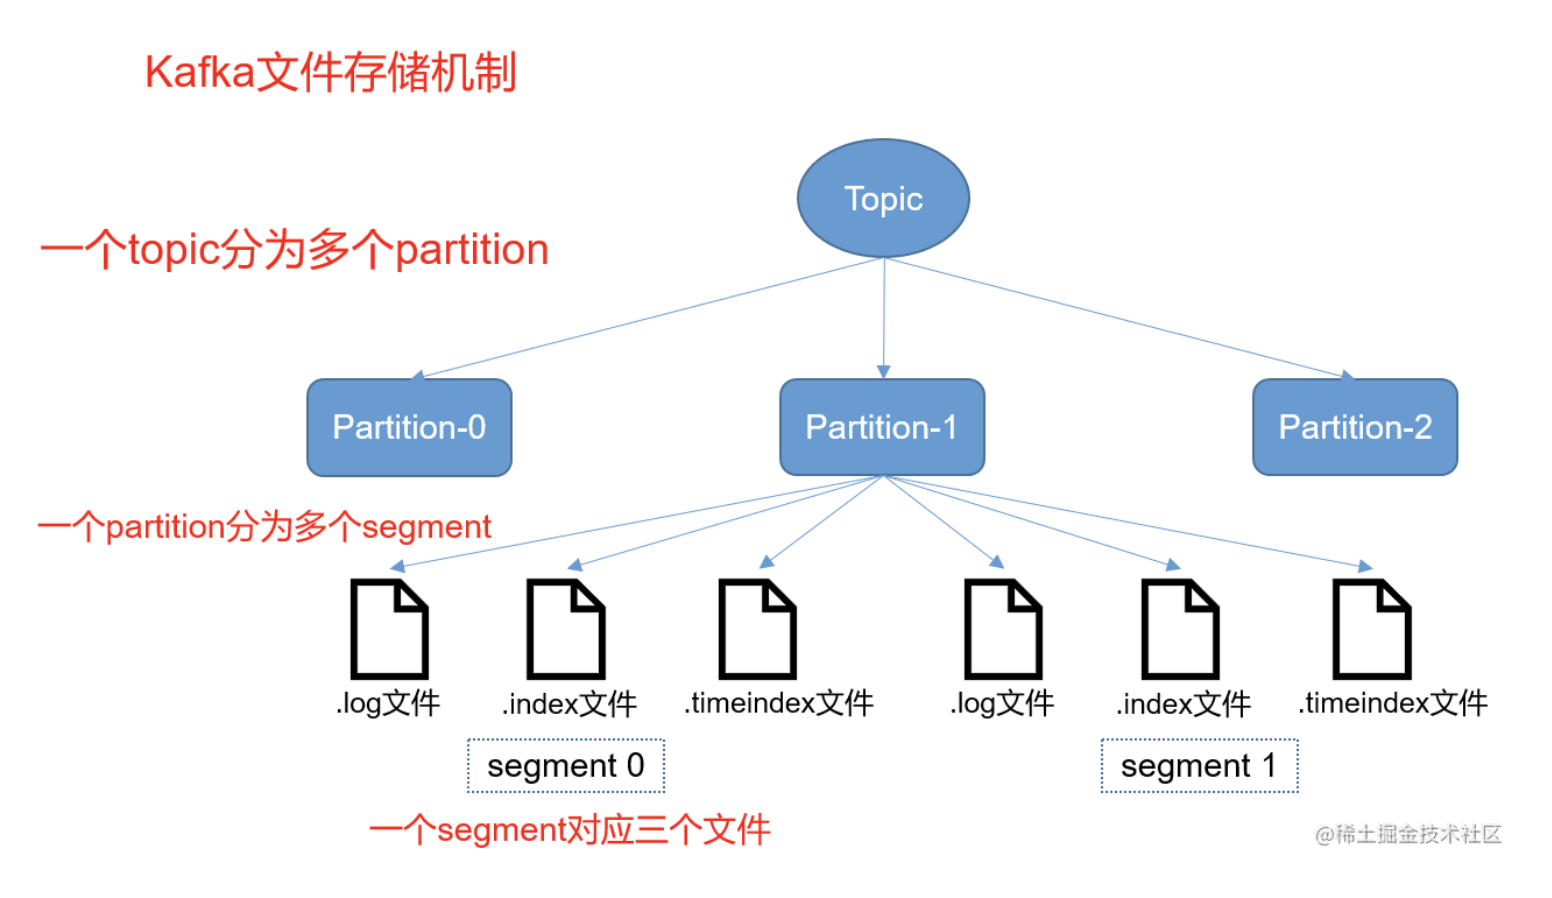 Kafka文件存储机制
Topic
一个topic分为多个partition
Partition-0
Partition-1
Partition-2
一个partition分为多个segment
.log文件
.index文件
.timeindex文件
.log文件
.index文件
.timeindex文件
segment 0
segment 1
一个segment对应三个文件
@稀土掘金技术社区